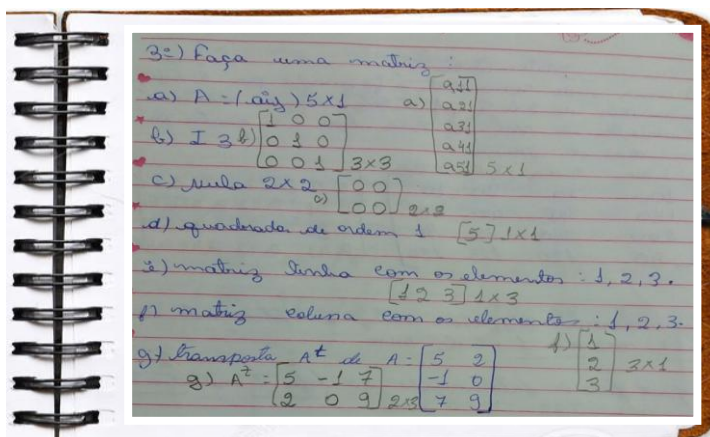 3º) Faça uma matriz :
a) A = (aij) 5x1 a) [a11
a21
a31
a41
a51] 5x1
b) I 3 b) [1 0 0
0 1 0
0 0 1] 3x3
c) nula 2x2 c) [0 0
0 0] 2x2
d) quadrada de ordem 1 [5] 1x1
e) matriz linha com os elementos : 1, 2, 3.
[1 2 3] 1x3
f) matriz coluna com os elementos : 1, 2, 3.
f) [1
2
3] 3x1
g) transposta At de A = [5 2
-1 0
7 9]
g) At = [5 -1 7
2 0 9] 2x3